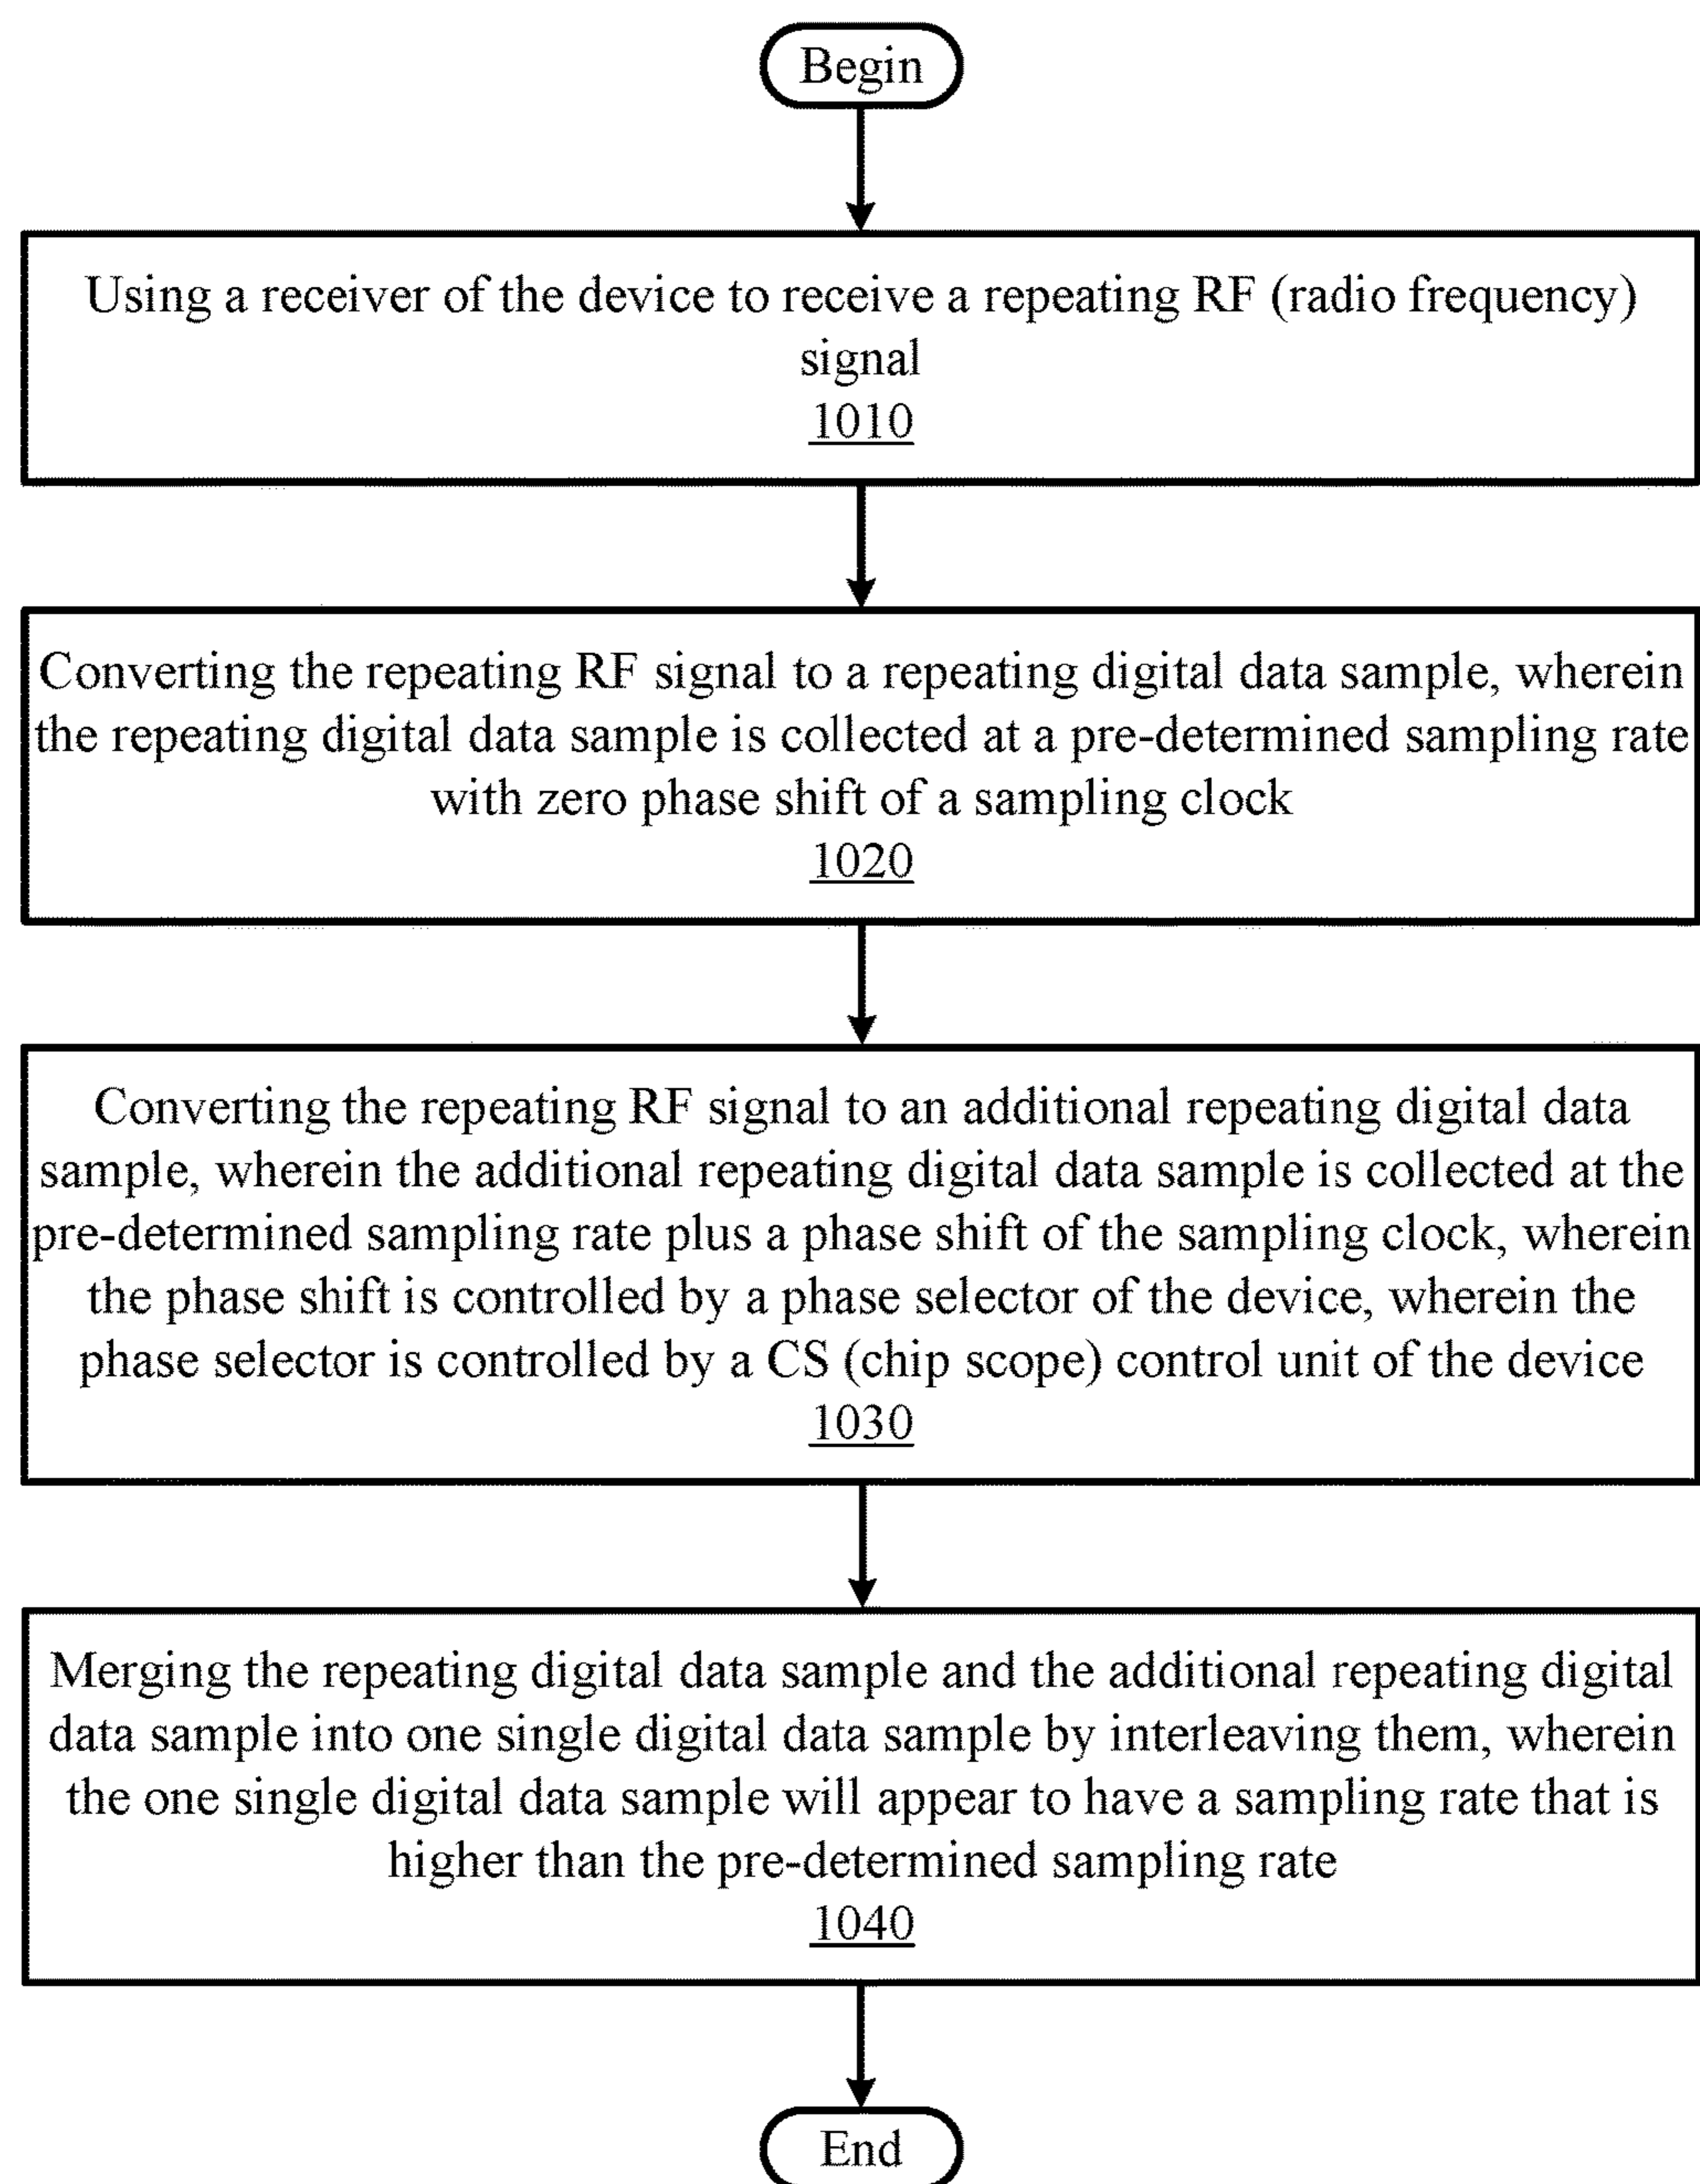 Begin
Using a receiver of the device to receive a repeating RF (radio frequency)
signal
1010
Converting the repeating RF signal to a repeating digital data sample, wherein
the repeating digital data sample is collected at a pre-determined sampling rate
with zero phase shift of a sampling clock
1020
Converting the repeating RF signal to an additional repeating digital data
sample, wherein the additional repeating digital data sample is collected at the
pre-determined sampling rate plus a phase shift of the sampling clock, wherein
the phase shift is controlled by a phase selector of the device, wherein the
phase selector is controlled by a CS (chip scope) control unit of the device
1030
Merging the repeating digital data sample and the additional repeating digital
data sample into one single digital data sample by interleaving them, wherein
the one single digital data sample will appear to have a sampling rate that is
higher than the pre-determined sampling rate
1040
End